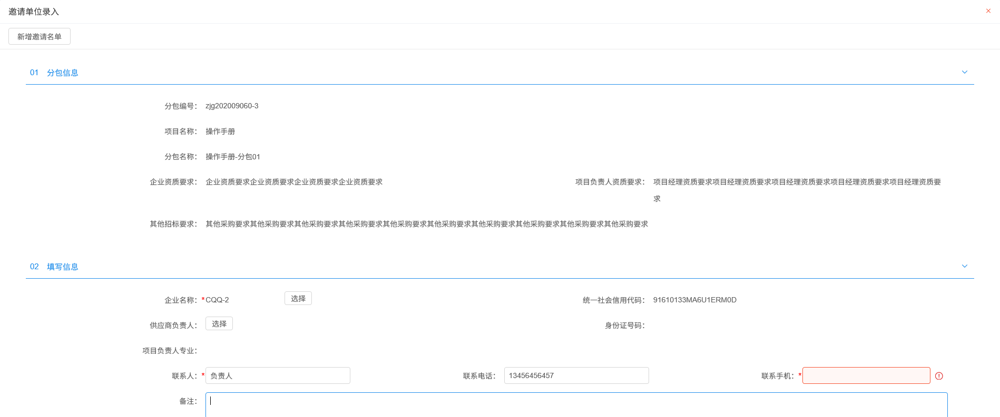 邀请单位录入
新增邀请名单
01 分包信息
分包编号： zjg202009060-3
项目名称： 操作手册
分包名称： 操作手册-分包01
企业资质要求： 企业资质要求企业资质要求企业资质要求企业资质要求 项目负责人资质要求： 项目经理资质要求项目经理资质要求项目经理资质要求项目经理资质要求项目经理资质要
求
其他招标要求： 其他采购要求其他采购要求其他采购要求其他采购要求其他采购要求其他采购要求其他采购要求其他采购要求其他采购要求其他采购要求
02 填写信息
企业名称： *CQQ-2 选择 统一社会信用代码： 91610133MA6U1ERM0D
供应商负责人： 选择 身份证号码：
项目负责人专业：
联系人： * 负责人 联系电话： 13456456457 联系手机： *
备注：